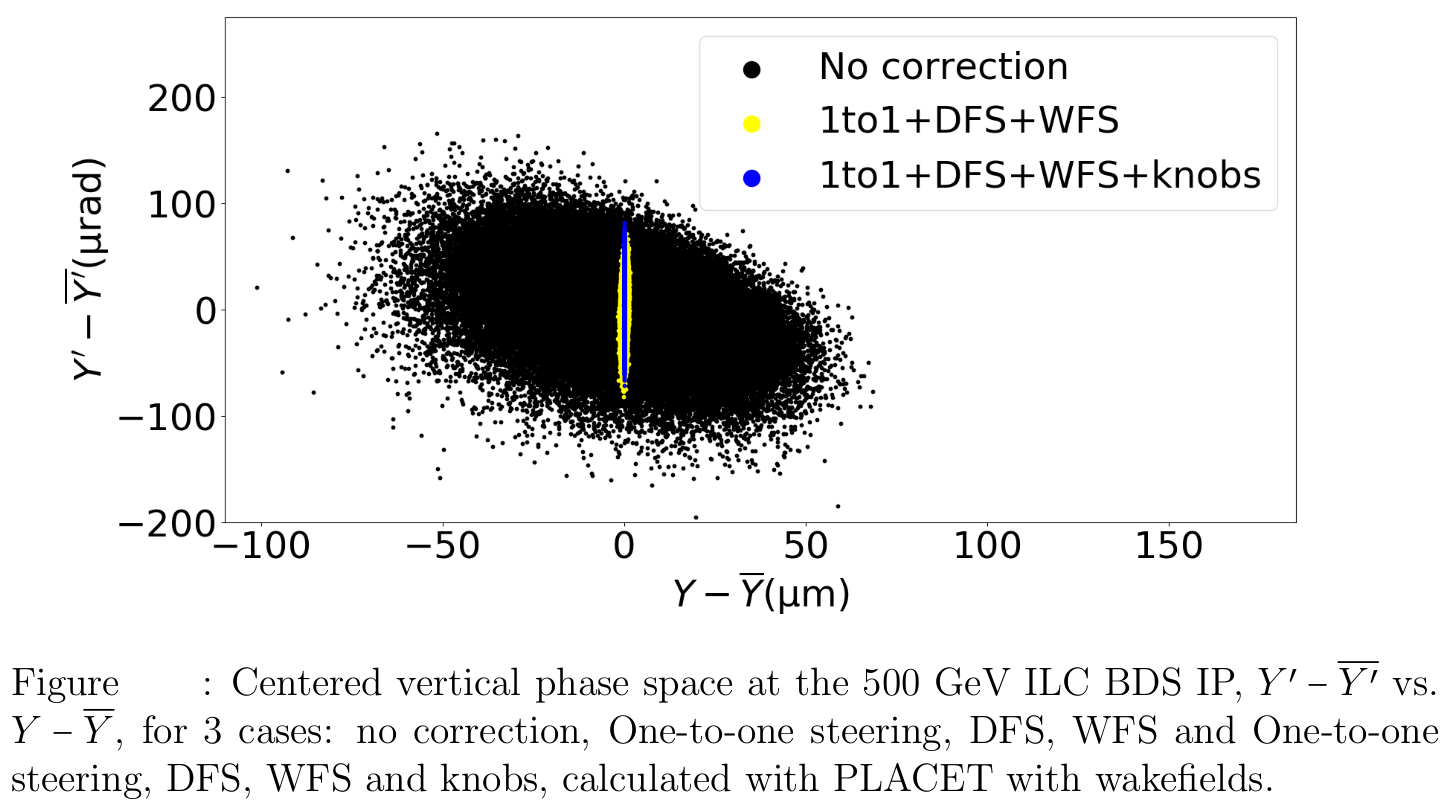 No correction
1to1+DFS+WFS
1to1+DFS+WFS+knobs
200
100
0
−100
−200
Y′ − Y̅′(µrad)
−100 −50 0 50 100 150
Y − Y̅(µm)
Figure : Centered vertical phase space at the 500 GeV ILC BDS IP, Y′ – Y̅′ vs.
Y – Y̅, for 3 cases: no correction, One-to-one steering, DFS, WFS and One-to-one
steering, DFS, WFS and knobs, calculated with PLACET with wakefields.